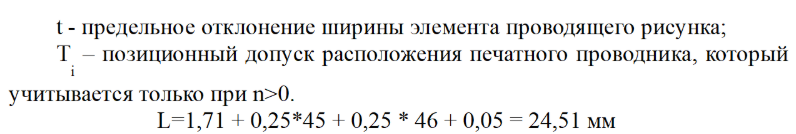 t - предельное отклонение ширины элемента проводящего рисунка;
Tᵢ – позиционный допуск расположения печатного проводника, который
учитывается только при n>0.
L=1,71 + 0,25*45 + 0,25 * 46 + 0,05 = 24,51 мм